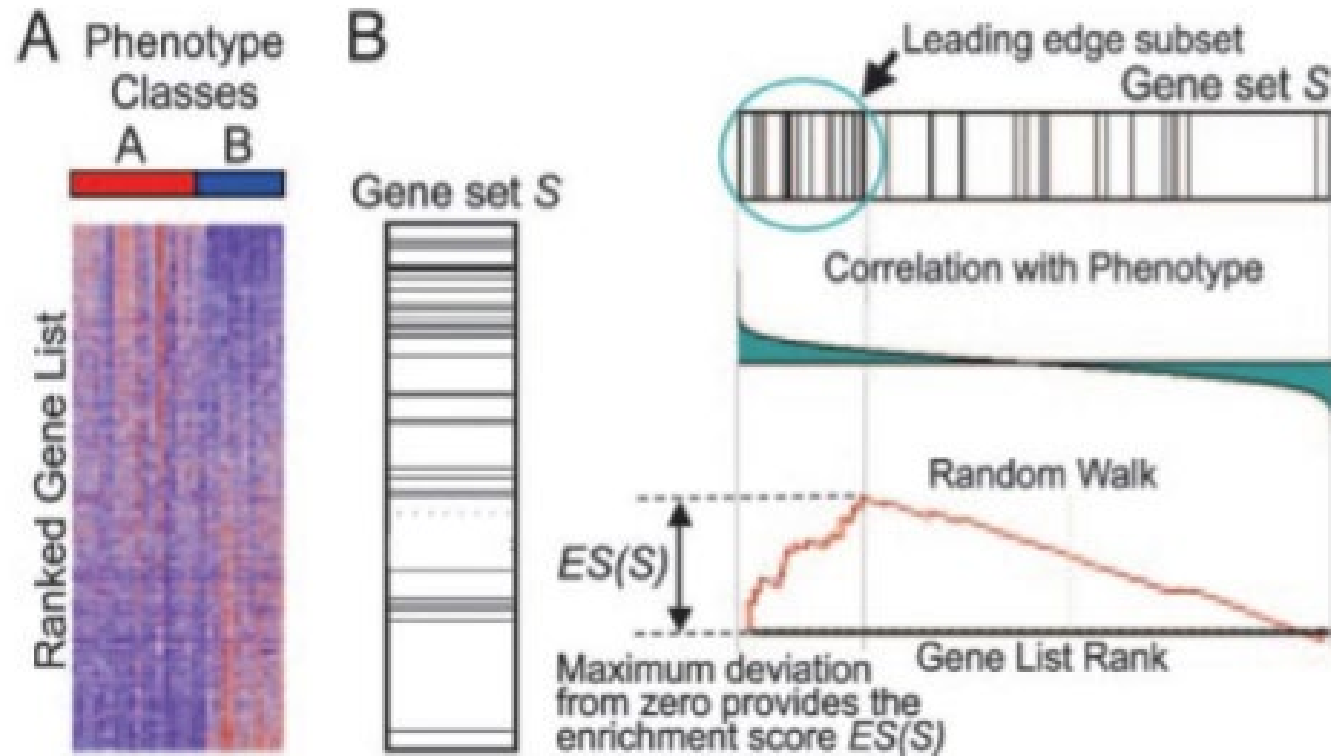 A
Phenotype
Classes
A B
Ranked Gene List
B
Gene set S
Leading edge subset
Gene set S
Correlation with Phenotype
Random Walk
ES(S)
Gene List Rank
Maximum deviation
from zero provides the
enrichment score ES(S)